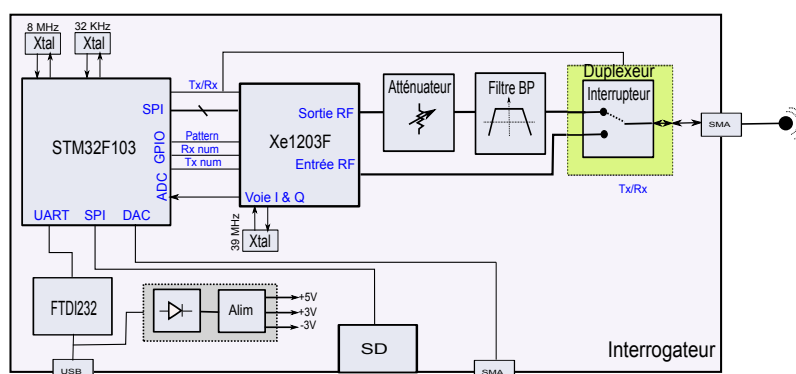 8 MHz
32 KHz
Xtal
Xtal
Tx/Rx
SPI
STM32F103
GPIO
Pattern
Rx num
Tx num
ADC
UART SPI DAC
Xe1203F
Sortie RF
Entrée RF
Voie I & Q
39 MHz
Xtal
Atténuateur
Filtre BP
Duplexeur
Interrupteur
SMA
Tx/Rx
FTDI232
Alim
+5V
+3V
-3V
SD
Interrogateur
USB
SMA